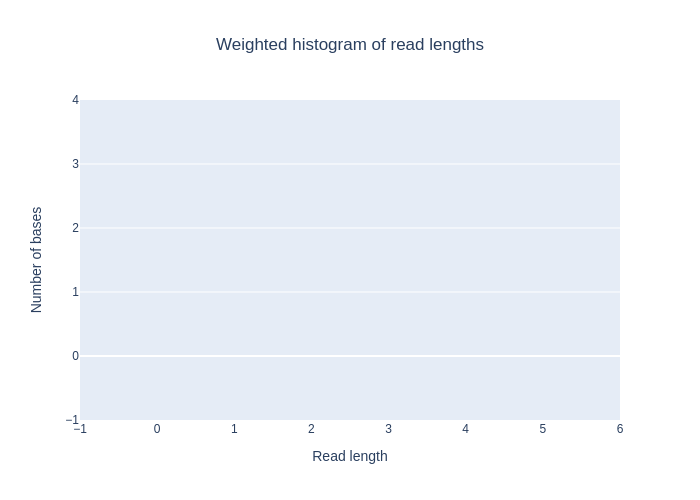 Weighted histogram of read lengths
4
3
2
1
0
−1
Number of bases
−1 0 1 2 3 4 5 6
Read length